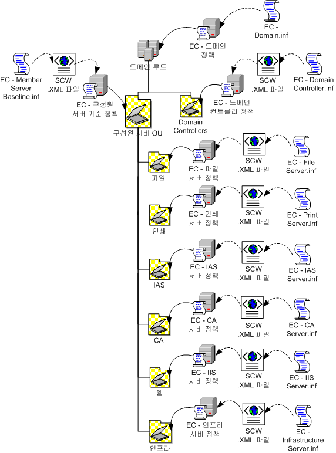 EC -
Domain.inf
EC - 도메인
정책
도메인 루트
EC - Member
Server
Baseline.inf
SCW
.XML 파일
EC - 구성원
서버 기준 정책
구성원 서버 OU
Domain
Controllers
EC - 도메인
컨트롤러 정책
SCW
.XML 파일
EC - Domain
Controller.inf
파일
EC - 파일
서버 정책
SCW
.XML 파일
EC - File
Server.inf
인쇄
EC - 인쇄
서버 정책
SCW
.XML 파일
EC - Print
Server.inf
IAS
EC - IAS
서버 정책
SCW
.XML 파일
EC - IAS
Server.inf
CA
EC - CA
서버 정책
SCW
.XML 파일
EC - CA
Server.inf
웹
EC - IIS
서버 정책
SCW
.XML 파일
EC - IIS
Server.inf
인프라
EC - 인프라
서버 정책
SCW
.XML 파일
EC -
Infrastructure
Server.inf